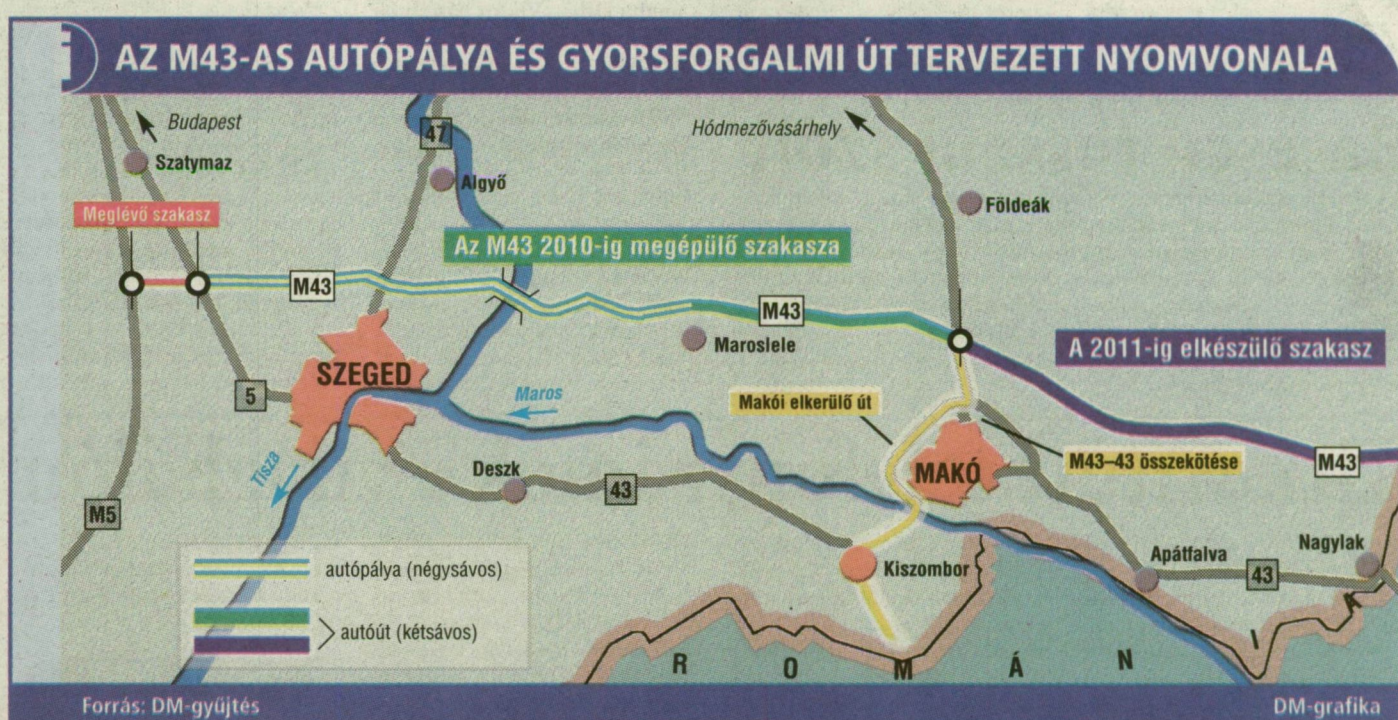 i
AZ M43-AS AUTÓPÁLYA ÉS GYORSFORGALMI ÚT TERVEZETT NYOMVONALA
Budapest
47
Hódmezővásárhely
Szatymaz
Algyő
Földeák
Meglévő szakasz
Az M43 2010-ig megépülő szakasza
M43
M43
Maroslele
A 2011-ig elkészülő szakasz
SZEGED
5
Maros
Makói elkerülő út
M43
M43–43 összekötése
Tisza
Deszk
43
MAKÓ
M5
autópálya (négysávos)
Kiszombor
Apátfalva
43
Nagylak
autóút (kétsávos)
R O M Á N I A
Forrás: DM-gyűjtés
DM-grafika